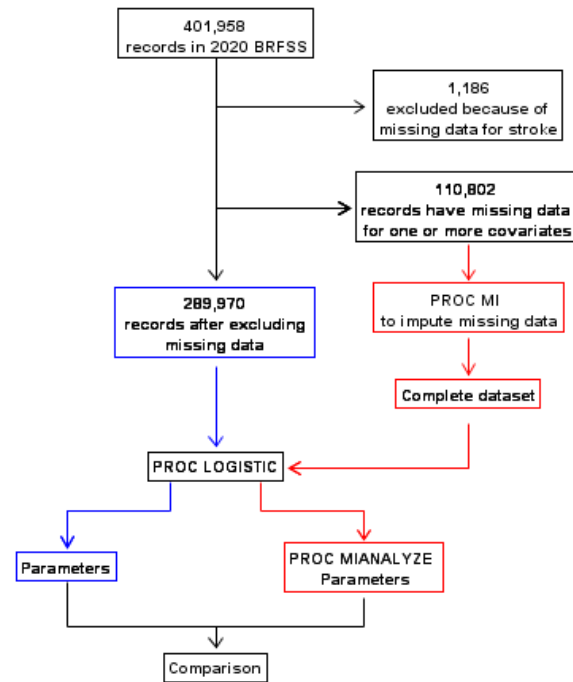 401,958
records in 2020 BRFSS
1,186
excluded because of
missing data for stroke
110,802
records have missing data
for one or more covariates
289,970
records after excluding
missing data
PROC MI
to impute missing data
Complete dataset
PROC LOGISTIC
Parameters
PROC MIANALYZE
Parameters
Comparison